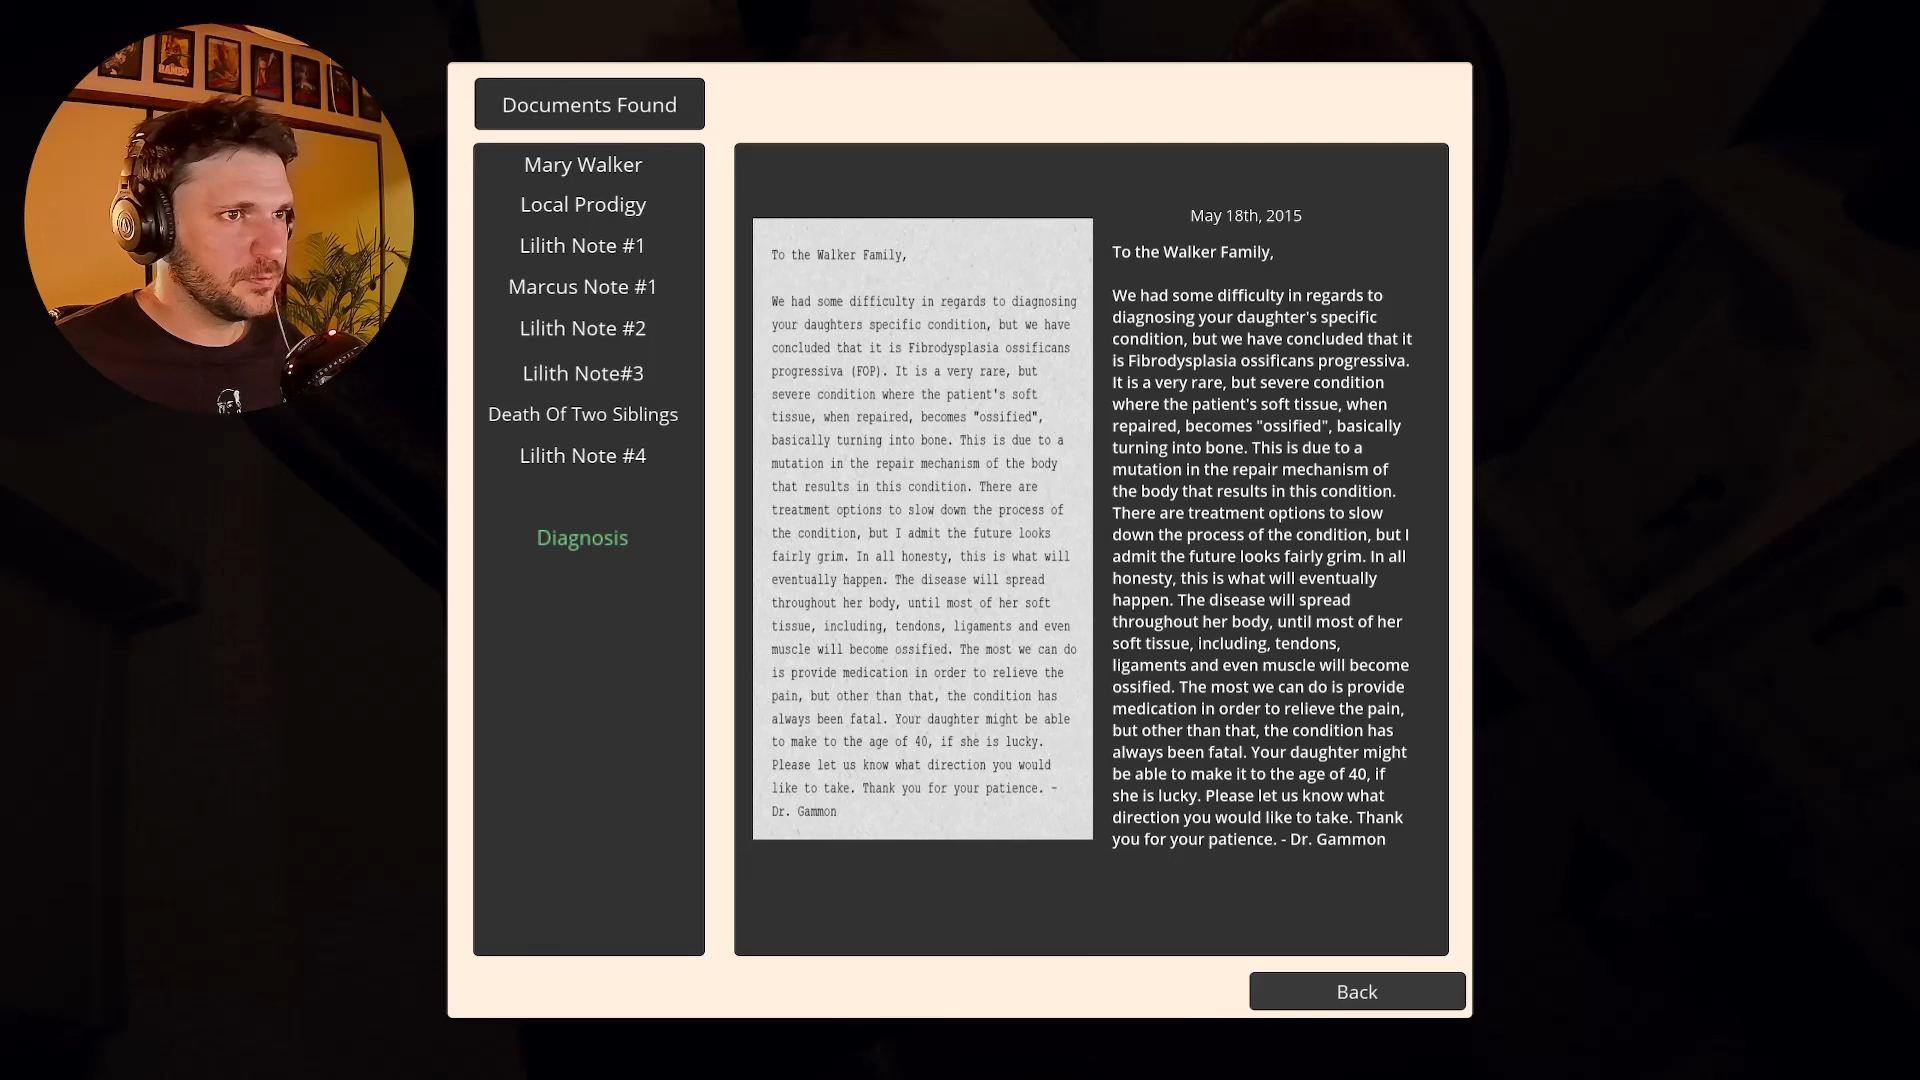 RAMBO
Documents Found
Mary Walker
Local Prodigy
Lilith Note #1
Marcus Note #1
Lilith Note #2
Lilith Note#3
Death Of Two Siblings
Lilith Note #4
Diagnosis
To the Walker Family,
We had some difficulty in regards to diagnosing
your daughters specific condition, but we have
concluded that it is Fibrodysplasia ossificans
progressiva (FOP). It is a very rare, but
severe condition where the patient's soft
tissue, when repaired, becomes "ossified",
basically turning into bone. This is due to a
mutation in the repair mechanism of the body
that results in this condition. There are
treatment options to slow down the process of
the condition, but I admit the future looks
fairly grim. In all honesty, this is what will
eventually happen. The disease will spread
throughout her body, until most of her soft
tissue, including, tendons, ligaments and even
muscle will become ossified. The most we can do
is provide medication in order to relieve the
pain, but other than that, the condition has
always been fatal. Your daughter might be able
to make to the age of 40, if she is lucky.
Please let us know what direction you would
like to take. Thank you for your patience. -
Dr. Gammon
May 18th, 2015
To the Walker Family,
We had some difficulty in regards to
diagnosing your daughter's specific
condition, but we have concluded that it
is Fibrodysplasia ossificans progressiva.
It is a very rare, but severe condition
where the patient's soft tissue, when
repaired, becomes "ossified", basically
turning into bone. This is due to a
mutation in the repair mechanism of
the body that results in this condition.
There are treatment options to slow
down the process of the condition, but I
admit the future looks fairly grim. In all
honesty, this is what will eventually
happen. The disease will spread
throughout her body, until most of her
soft tissue, including, tendons,
ligaments and even muscle will become
ossified. The most we can do is provide
medication in order to relieve the pain,
but other than that, the condition has
always been fatal. Your daughter might
be able to make it to the age of 40, if
she is lucky. Please let us know what
direction you would like to take. Thank
you for your patience. - Dr. Gammon
Back